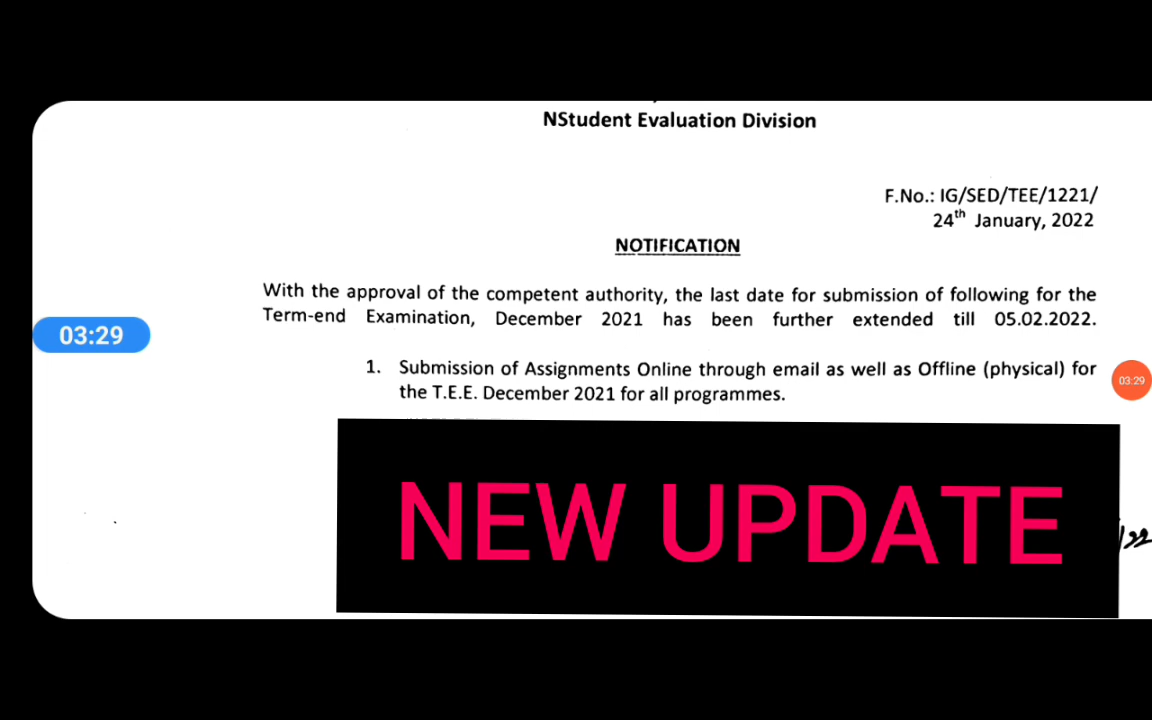 NStudent Evaluation Division
F.No.: IG/SED/TEE/1221/
24th January, 2022
NOTIFICATION
With the approval of the competent authority, the last date for submission of following for the
Term-end Examination, December 2021 has been further extended till 05.02.2022.
03:29
1. Submission of Assignments Online through email as well as Offline (physical) for
03:29
the T.E.E. December 2021 for all programmes.
NEW UPDATE
/22